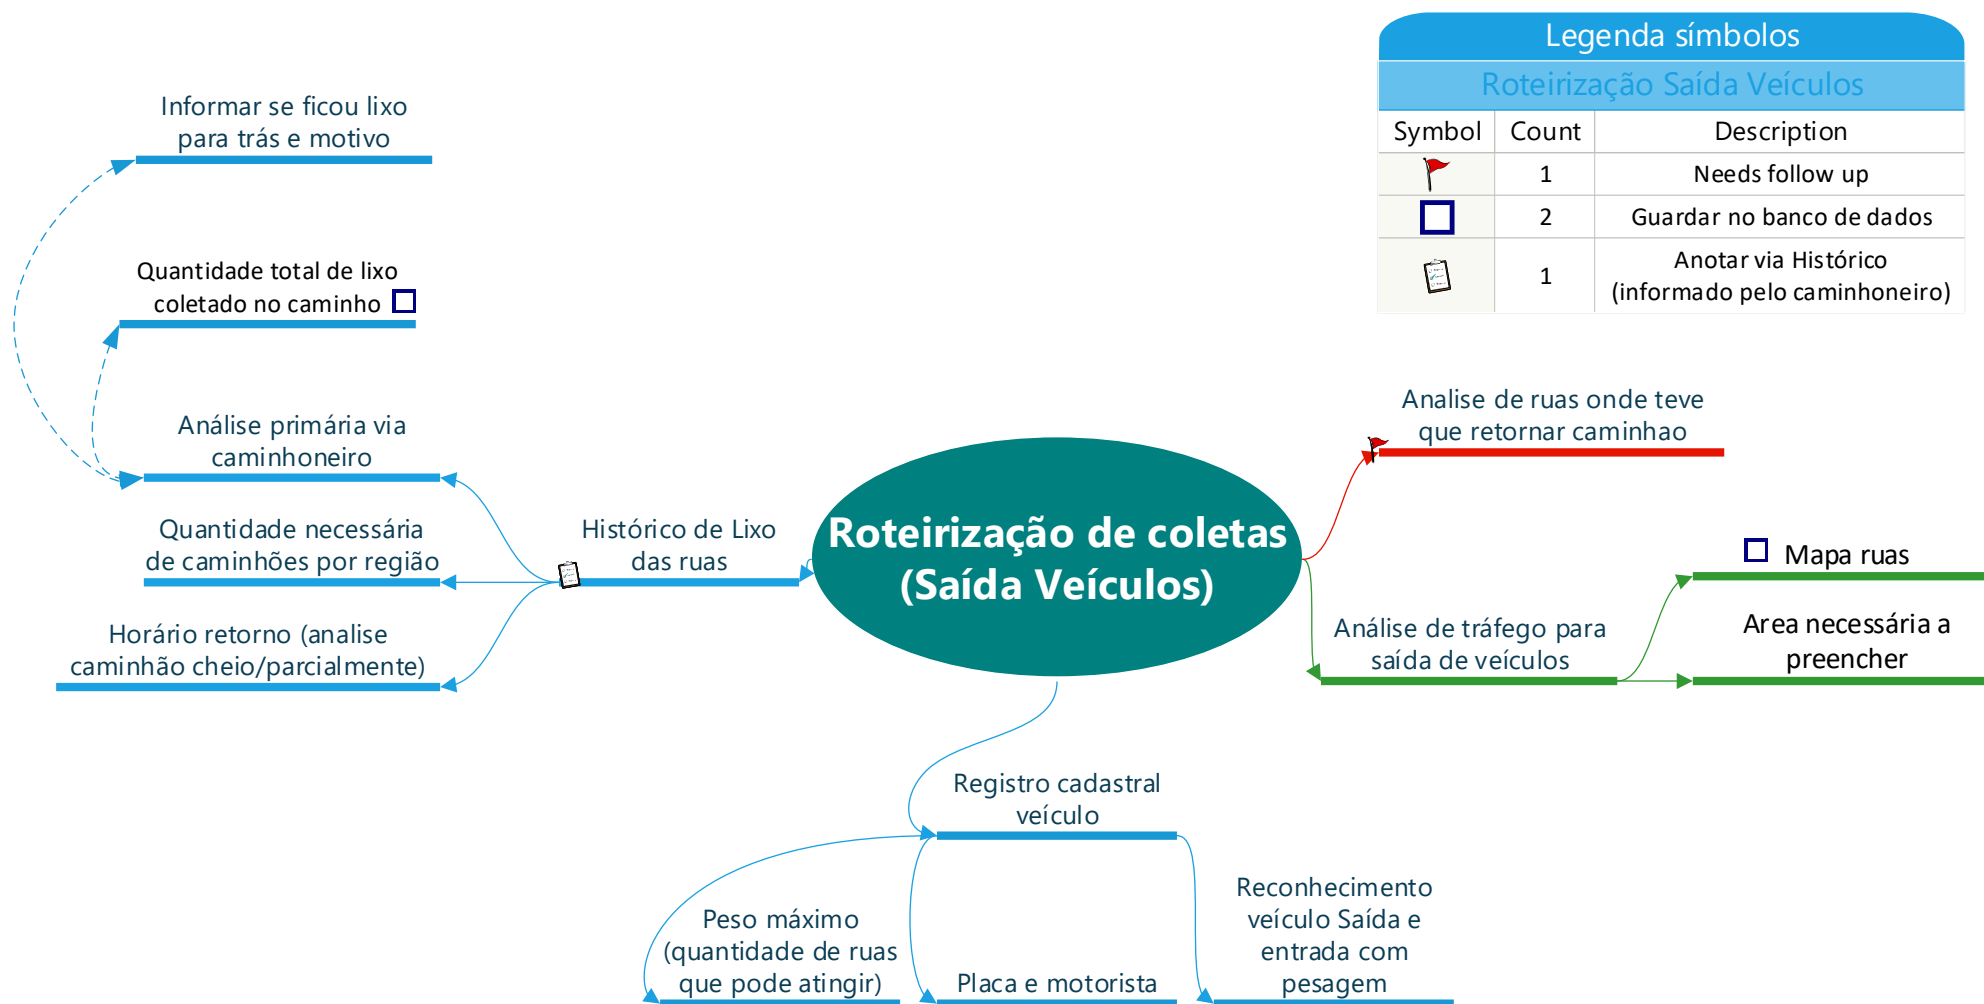 Legenda símbolos
Roteirização Saída Veículos
Symbol Count Description
1 Needs follow up
2 Guardar no banco de dados
1 Anotar via Histórico
(informado pelo caminhoneiro)
Informar se ficou lixo
para trás e motivo
Quantidade total de lixo
coletado no caminho
Análise primária via
caminhoneiro
Quantidade necessária
de caminhões por região
Horário retorno (analise
caminhão cheio/parcialmente)
Histórico de Lixo
das ruas
Roteirização de coletas
(Saída Veículos)
Analise de ruas onde teve
que retornar caminhao
Análise de tráfego para
saída de veículos
Mapa ruas
Area necessária a
preencher
Registro cadastral
veículo
Peso máximo
(quantidade de ruas
que pode atingir)
Placa e motorista
Reconhecimento
veículo Saída e
entrada com
pesagem